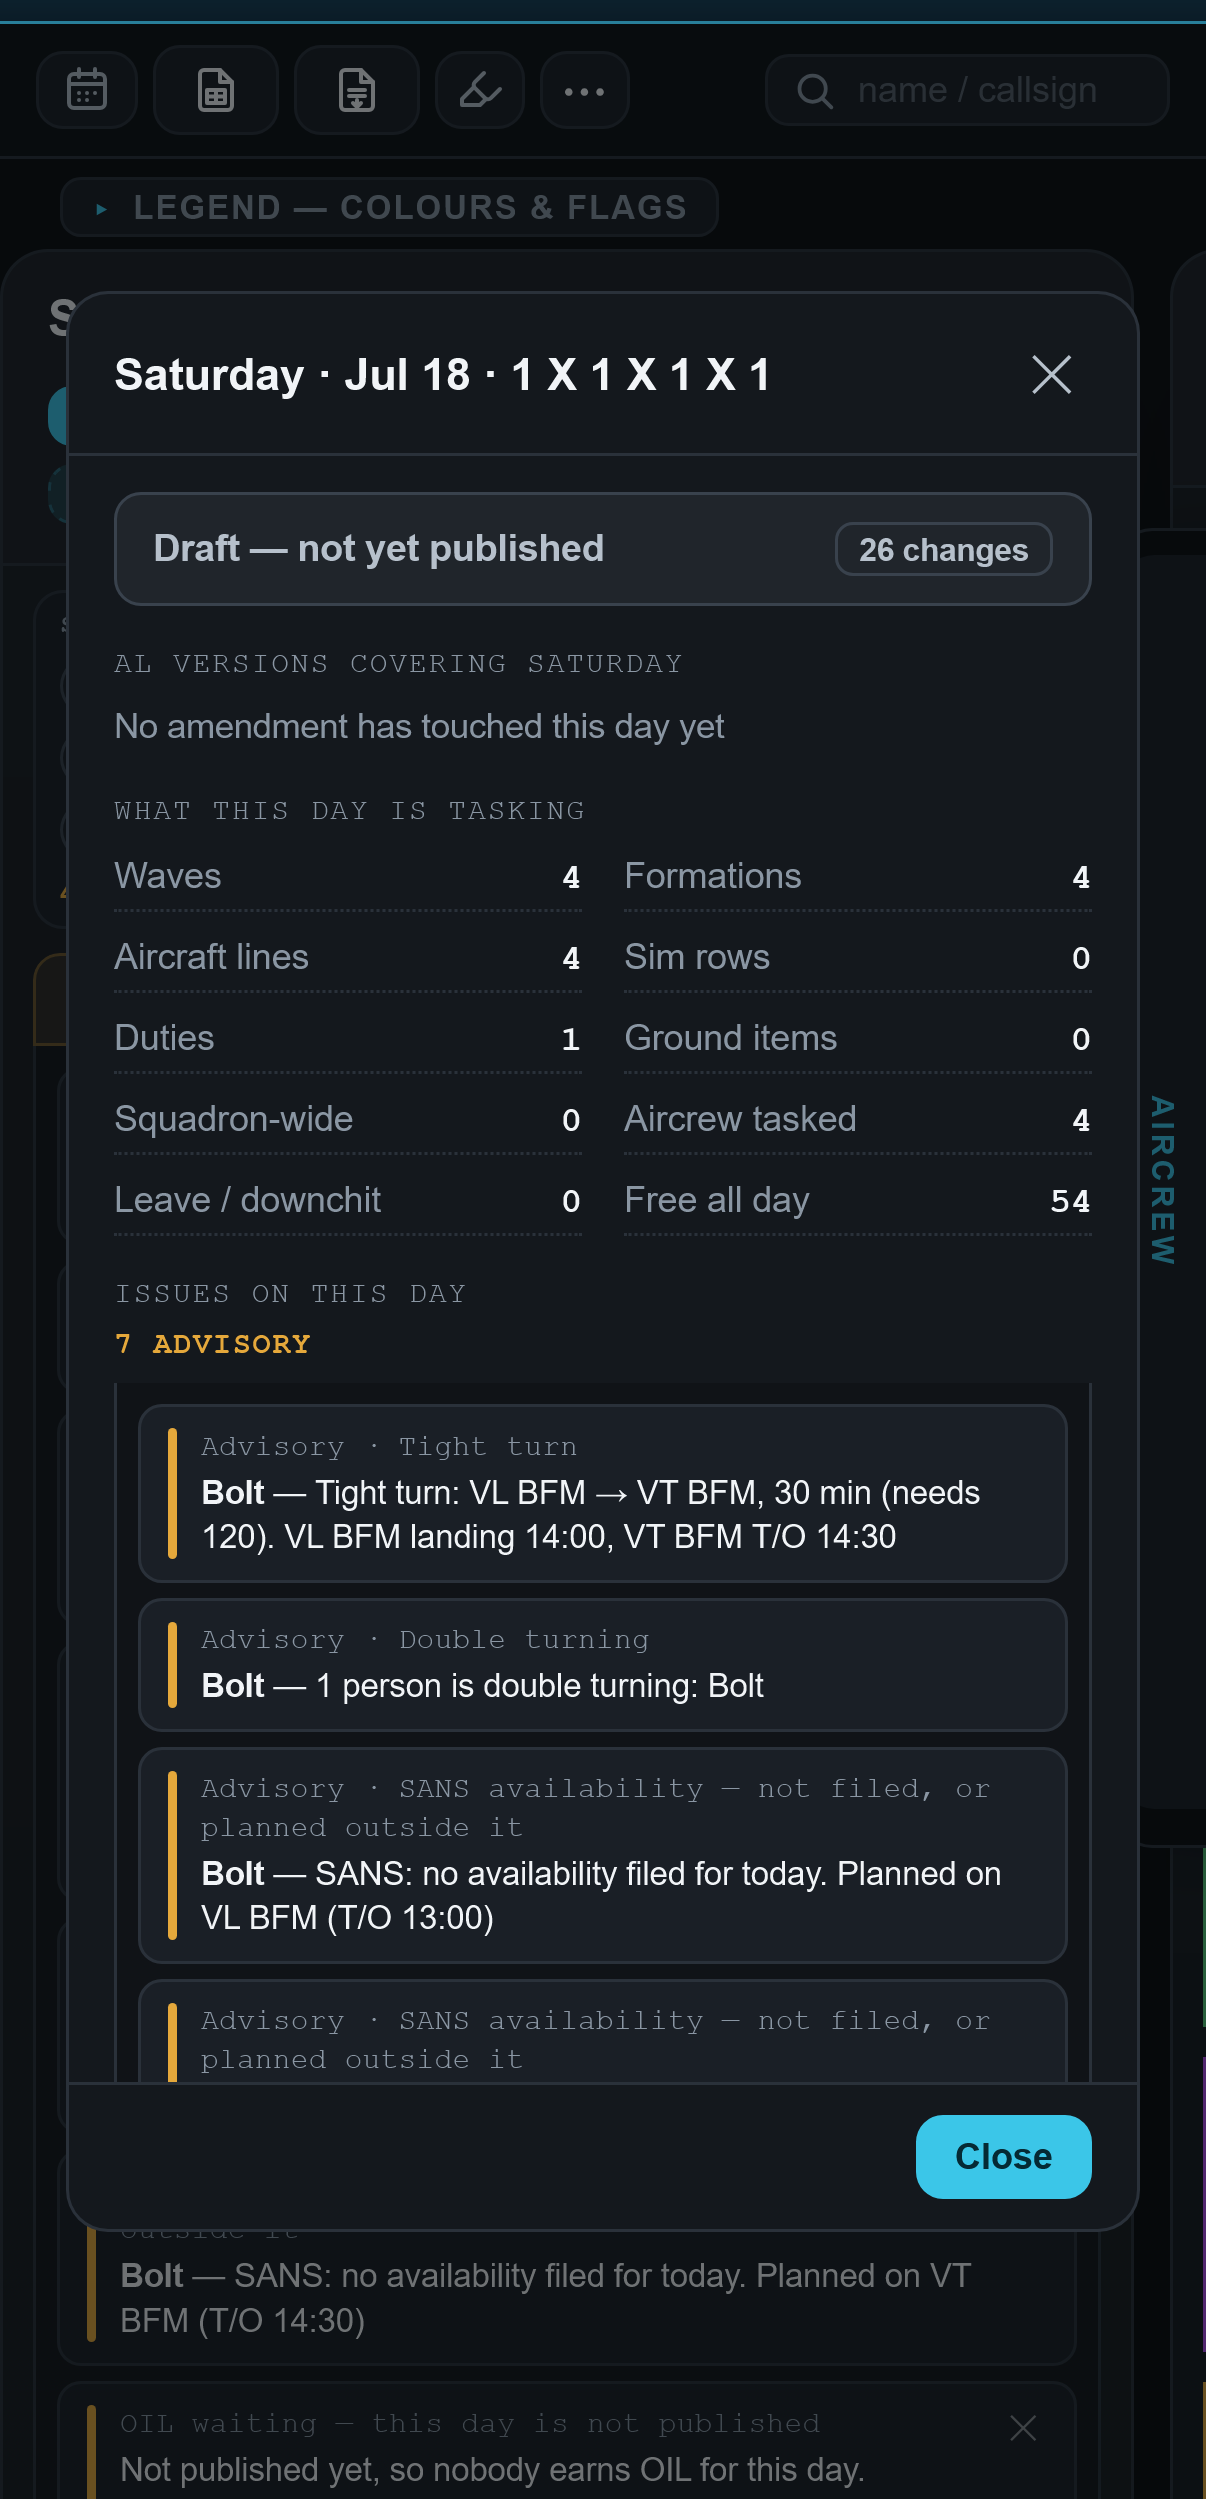 name / callsign
LEGEND — COLOURS & FLAGS
Saturday · Jul 18 · 1 X 1 X 1 X 1
Draft — not yet published
26 changes
AL VERSIONS COVERING SATURDAY
No amendment has touched this day yet
WHAT THIS DAY IS TASKING
Waves 4
Formations 4
Aircraft lines 4
Sim rows 0
Duties 1
Ground items 0
Squadron-wide 0
Aircrew tasked 4
Leave / downchit 0
Free all day 54
AIRCREW
ISSUES ON THIS DAY
7 ADVISORY
Advisory · Tight turn
Bolt — Tight turn: VL BFM → VT BFM, 30 min (needs
120). VL BFM landing 14:00, VT BFM T/O 14:30
Advisory · Double turning
Bolt — 1 person is double turning: Bolt
Advisory · SANS availability — not filed, or
planned outside it
Bolt — SANS: no availability filed for today. Planned on
VL BFM (T/O 13:00)
Advisory · SANS availability — not filed, or
planned outside it
Close
outside it
Bolt — SANS: no availability filed for today. Planned on VT
BFM (T/O 14:30)
OIL waiting — this day is not published
Not published yet, so nobody earns OIL for this day.